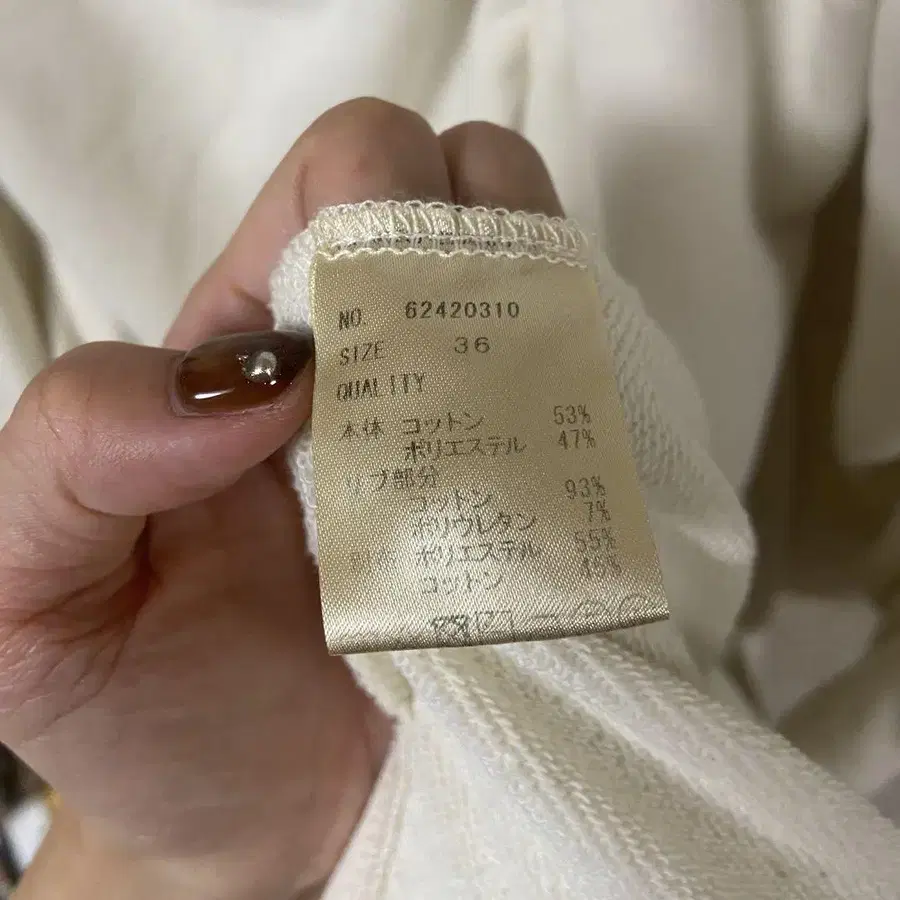 NO. 62420310
SIZE 36
QUALITY
本体 コットン 53%
ポリエステル 47%
リブ部分
コットン 93%
ポリウレタン 7%
ポリエステル 55%
コットン 45%